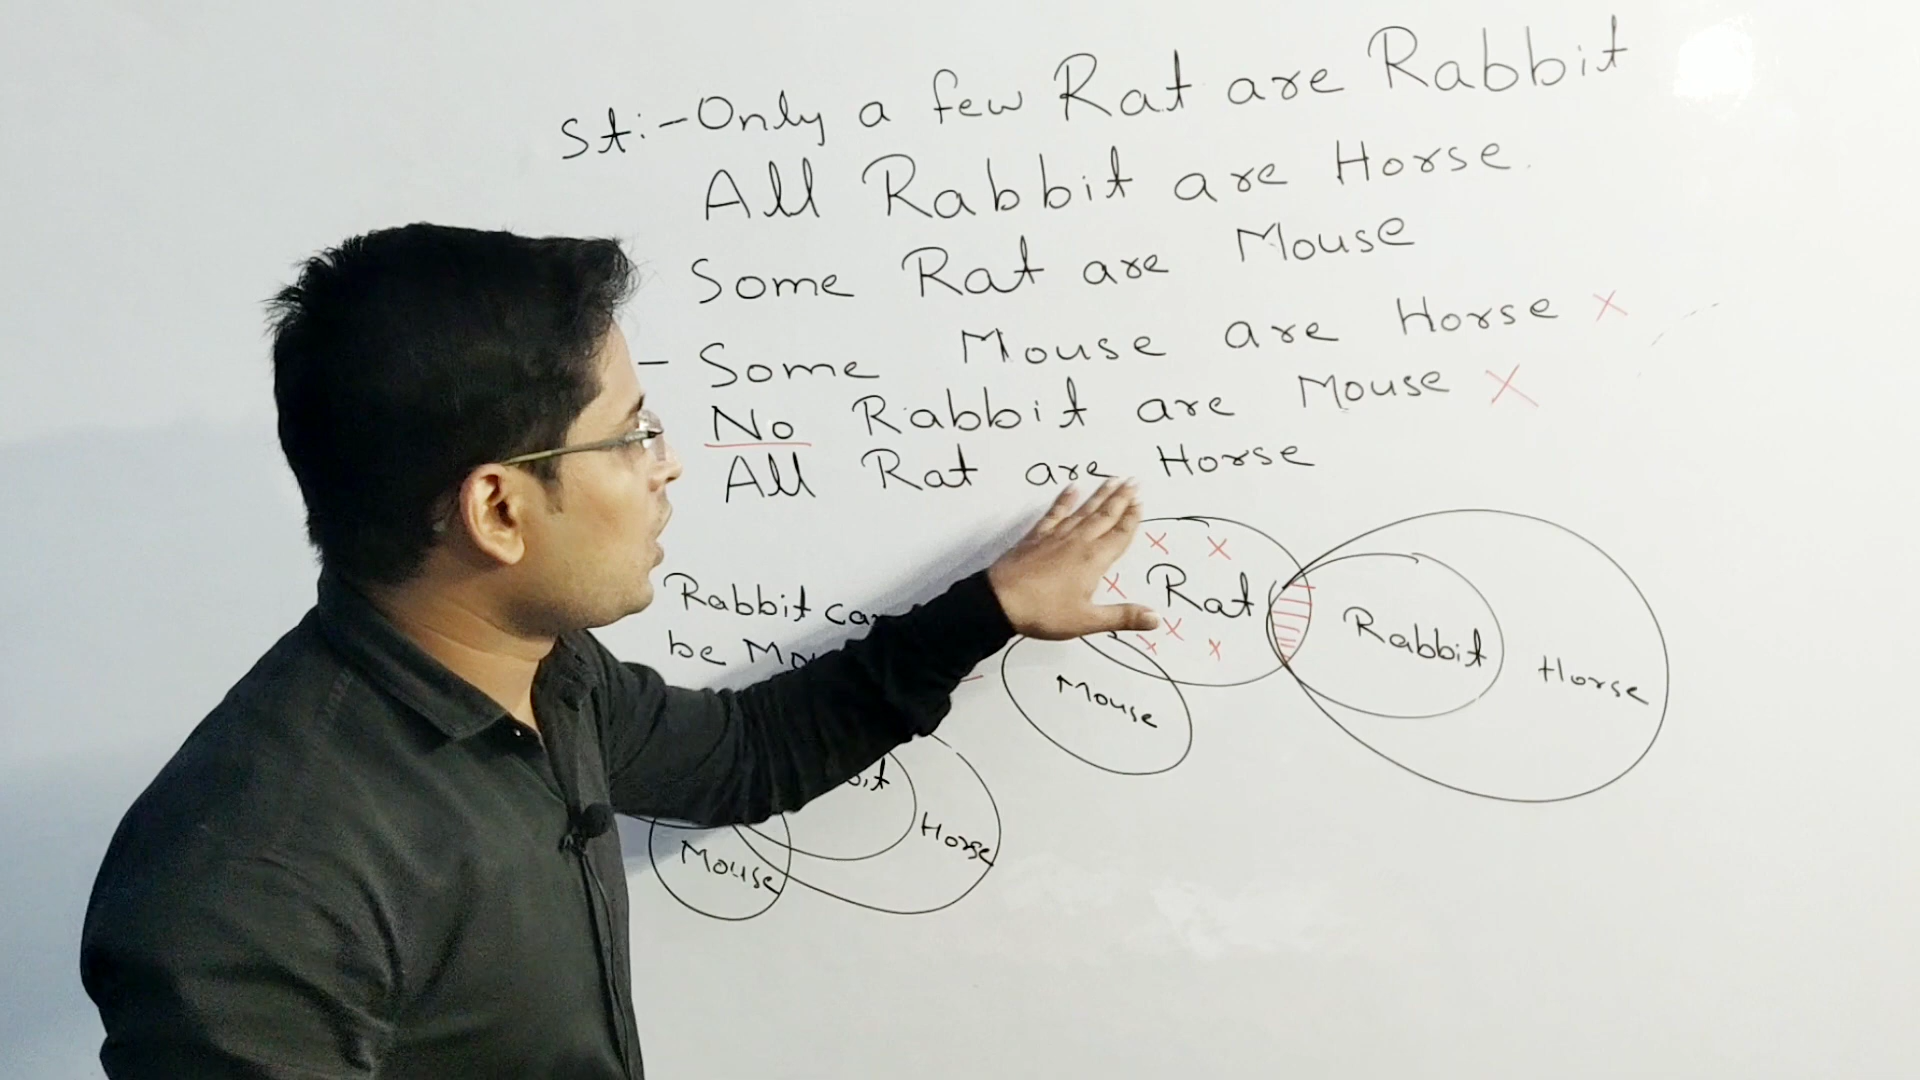 St:- Only a few Rat are Rabbit
All Rabbit are Horse.
Some Rat are Mouse
- Some Mouse are Horse ×
No Rabbit are Mouse ×
All Rat are Horse
Rabbit
be
Rat
Rabbit
Horse
Mouse
Horse
Mouse